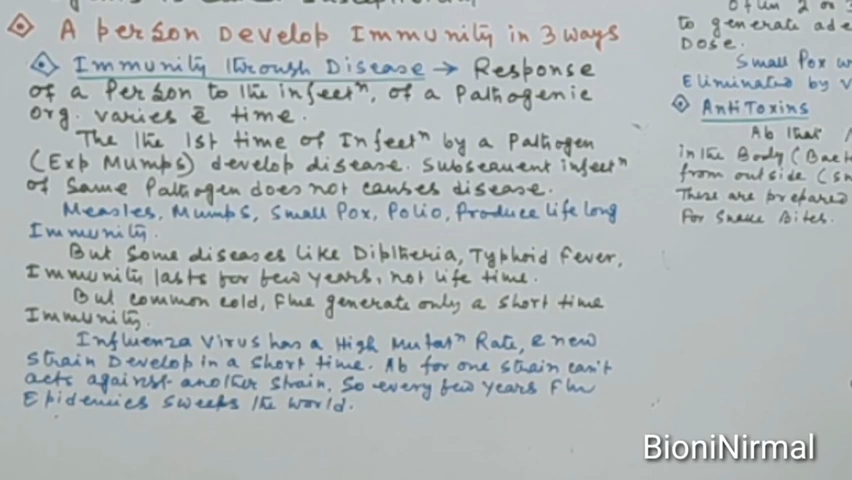 A person Develop Immunity in 3 ways
Immunity through Disease → Response
of a Person to the infectⁿ, of a Pathogenic
org. varies ē time.
The the 1st time of Infectⁿ by a Pathogen
(Exp Mumps) develop disease. Subsequent infectⁿ
of Same Pathogen does not causes disease.
Measles, Mumps, Small Pox, Polio, Produce life long
Immunity.
But Some diseases like Diptheria, Typhoid Fever,
Immunity lasts for few years, not life time.
But common cold, Flue generate only a Short time
Immunity.
Influenza Virus has a High Mutatⁿ Rate, ē new
Strain Develop in a Short time. Ab for one Strain can't
acts against another Strain, So every few years Flu
Epidemics Sweeps the world.
Often 2 or 3
to generate ade
Dose.
Small Pox w
Eliminated by V
AntiToxins
Ab that
in the Body (Bact
from outside (Sn
These are prepared
For Snake Bites.
BioniNirmal